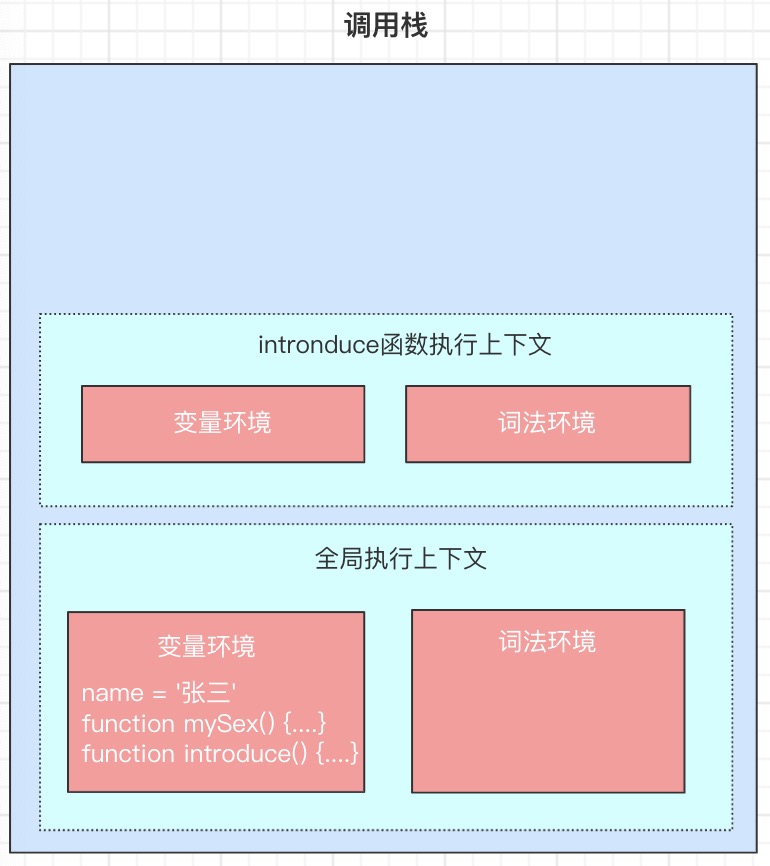 调用栈
intronduce函数执行上下文
变量环境
词法环境
全局执行上下文
变量环境
name = '张三'
function mySex() {....}
function introduce() {....}
词法环境